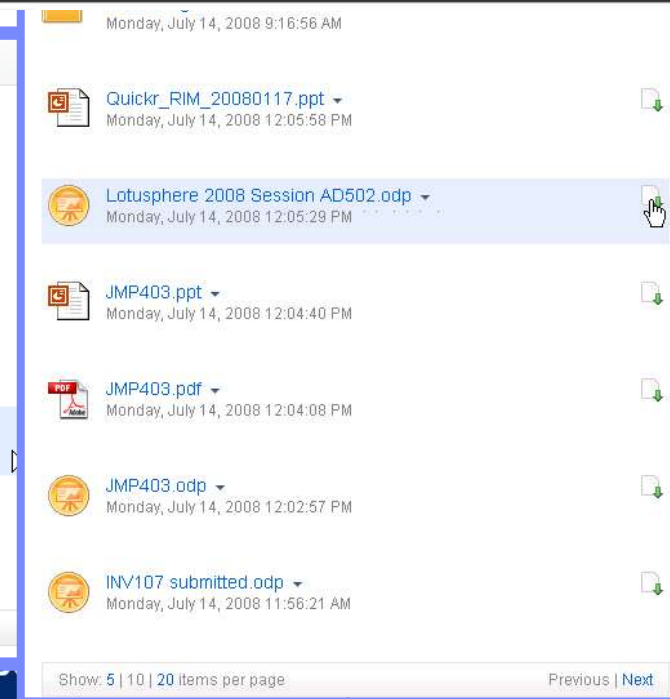 Monday, July 14, 2008 9:16:56 AM
Quickr_RIM_20080117.ppt
Monday, July 14, 2008 12:05:58 PM
Lotusphere 2008 Session AD502.odp
Monday, July 14, 2008 12:05:29 PM
JMP403.ppt
Monday, July 14, 2008 12:04:40 PM
PDF
Adobe
JMP403.pdf
Monday, July 14, 2008 12:04:08 PM
JMP403.odp
Monday, July 14, 2008 12:02:57 PM
INV107 submitted.odp
Monday, July 14, 2008 11:56:21 AM
Show: 5 | 10 | 20 items per page Previous | Next